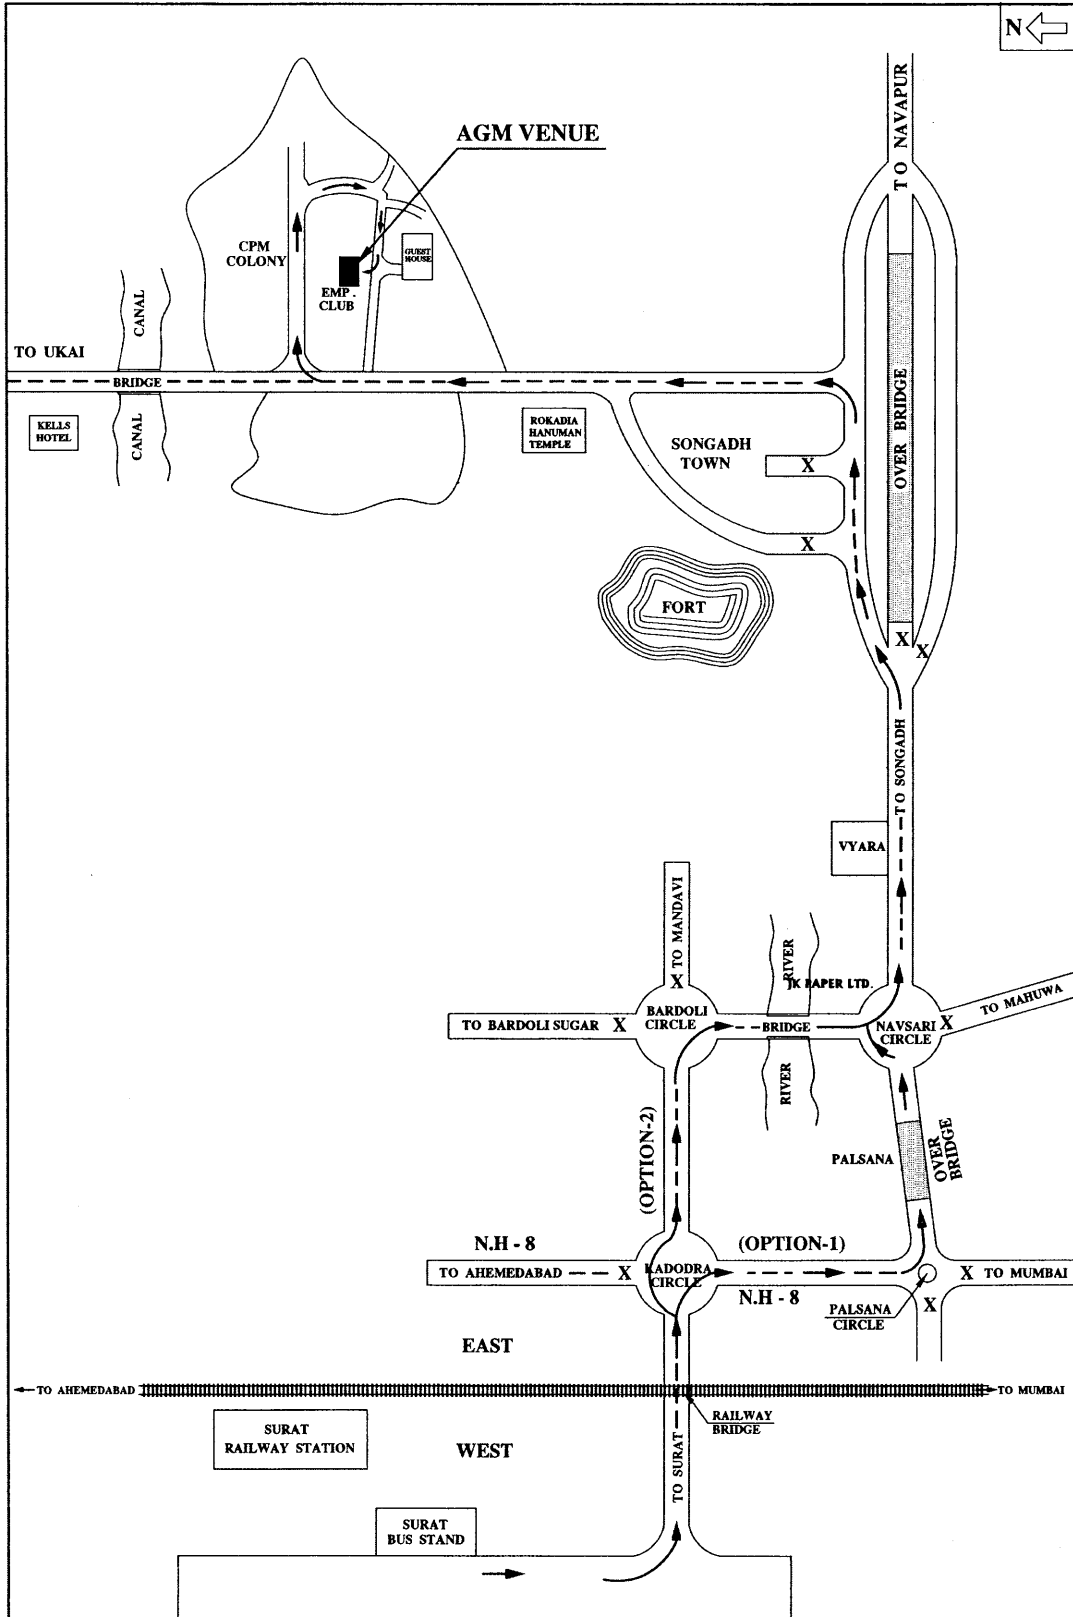 N
TO NAVAPUR
AGM VENUE
CPM
COLONY
GUEST
HOUSE
EMP.
CLUB
CANAL
TO UKAI
BRIDGE
KELLS
HOTEL
CANAL
ROKADIA
HANUMAN
TEMPLE
SONGADH
TOWN
X
X
OVER BRIDGE
FORT
X
X
TO SONGADH
VYARA
TO MANDAVI
X
RIVER
JK PAPER LTD.
TO BARDOLI SUGAR X
BARDOLI
CIRCLE
BRIDGE
NAVSARI
CIRCLE
X
TO MAHUWA
RIVER
(OPTION-2)
PALSANA
OVER
BRIDGE
N.H - 8
(OPTION-1)
TO AHEMEDABAD
X
KADODRA
CIRCLE
X
TO MUMBAI
N.H - 8
PALSANA
CIRCLE
X
EAST
TO AHEMEDABAD
TO MUMBAI
RAILWAY
BRIDGE
SURAT
RAILWAY STATION
WEST
TO SURAT
SURAT
BUS STAND